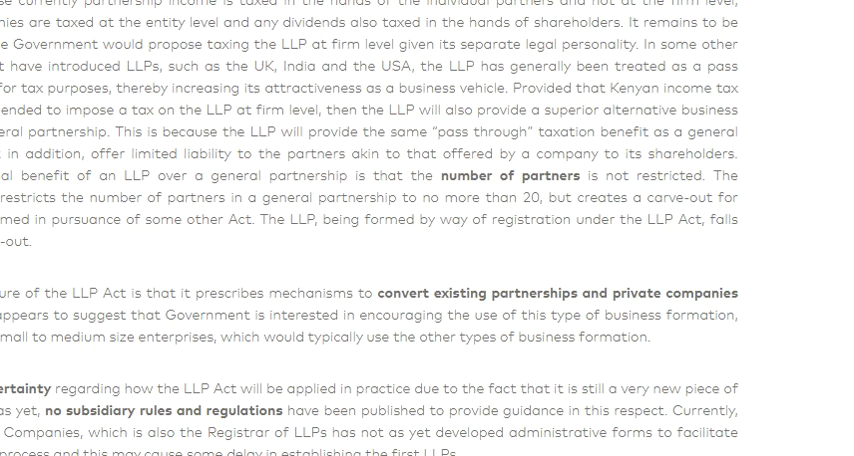 se currently partnership income is taxed in the hands of the individual partners and not at the firm level,
nies are taxed at the entity level and any dividends also taxed in the hands of shareholders. It remains to be
e Government would propose taxing the LLP at firm level given its separate legal personality. In some other
t have introduced LLPs, such as the UK, India and the USA, the LLP has generally been treated as a pass
for tax purposes, thereby increasing its attractiveness as a business vehicle. Provided that Kenyan income tax
ended to impose a tax on the LLP at firm level, then the LLP will also provide a superior alternative business
eral partnership. This is because the LLP will provide the same “pass through” taxation benefit as a general
in addition, offer limited liability to the partners akin to that offered by a company to its shareholders.
al benefit of an LLP over a general partnership is that the number of partners is not restricted. The
restricts the number of partners in a general partnership to no more than 20, but creates a carve-out for
med in pursuance of some other Act. The LLP, being formed by way of registration under the LLP Act, falls
-out.
ure of the LLP Act is that it prescribes mechanisms to convert existing partnerships and private companies
appears to suggest that Government is interested in encouraging the use of this type of business formation,
mall to medium size enterprises, which would typically use the other types of business formation.
ertainty regarding how the LLP Act will be applied in practice due to the fact that it is still a very new piece of
as yet, no subsidiary rules and regulations have been published to provide guidance in this respect. Currently,
Companies, which is also the Registrar of LLPs has not as yet developed administrative forms to facilitate
process and this may cause some delay in establishing the first LLPs.